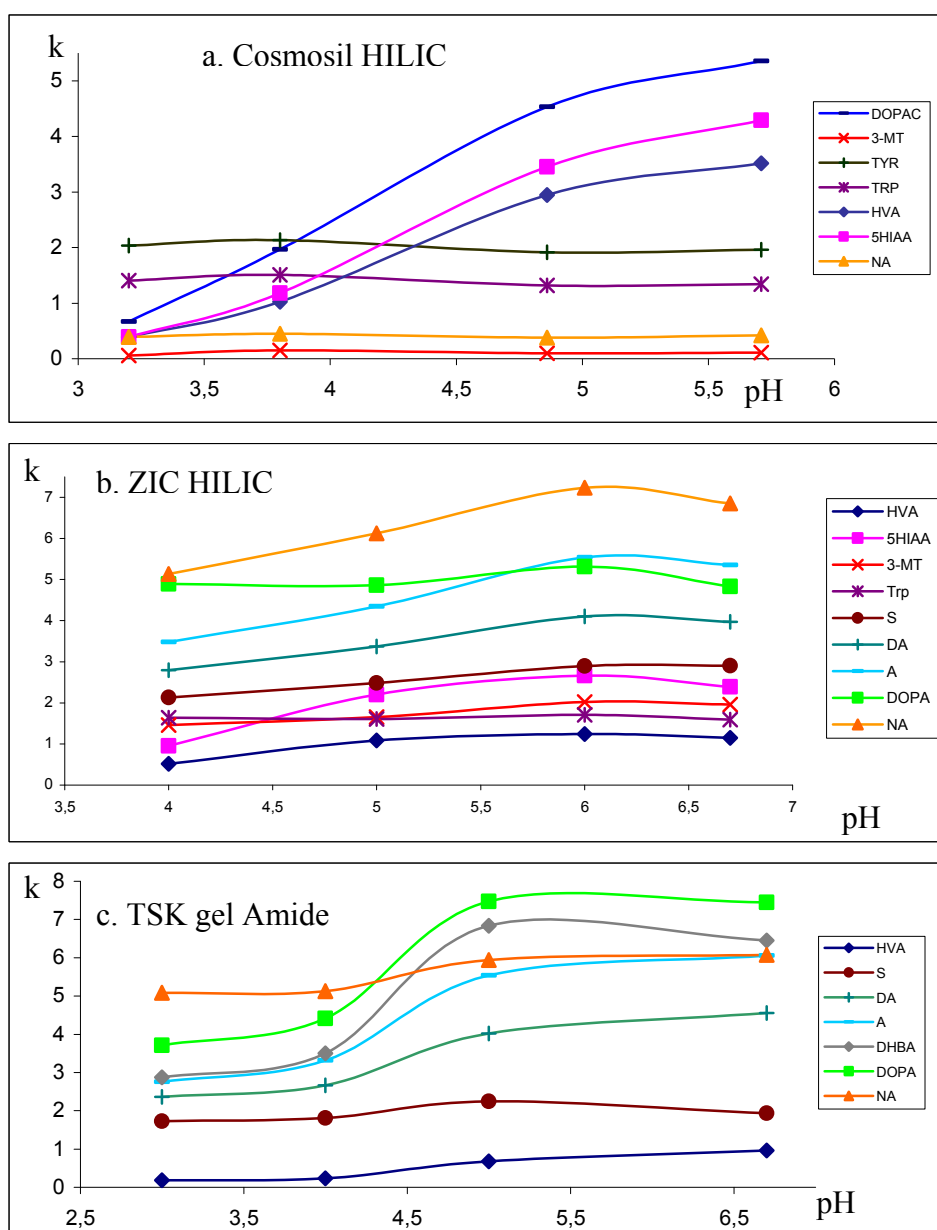 k
a. Cosmosil HILIC
5
4
3
2
1
0
3 3,5 4 4,5 5 5,5 6
pH
DOPAC
3-MT
TYR
TRP
HVA
5HIAA
NA
k
b. ZIC HILIC
7
6
5
4
3
2
1
0
3,5 4 4,5 5 5,5 6 6,5 7
pH
HVA
5HIAA
3-MT
Trp
S
DA
A
DOPA
NA
k
c. TSK gel Amide
8
7
6
5
4
3
2
1
0
2,5 3,5 4,5 5,5 6,5
pH
HVA
S
DA
A
DHBA
DOPA
NA